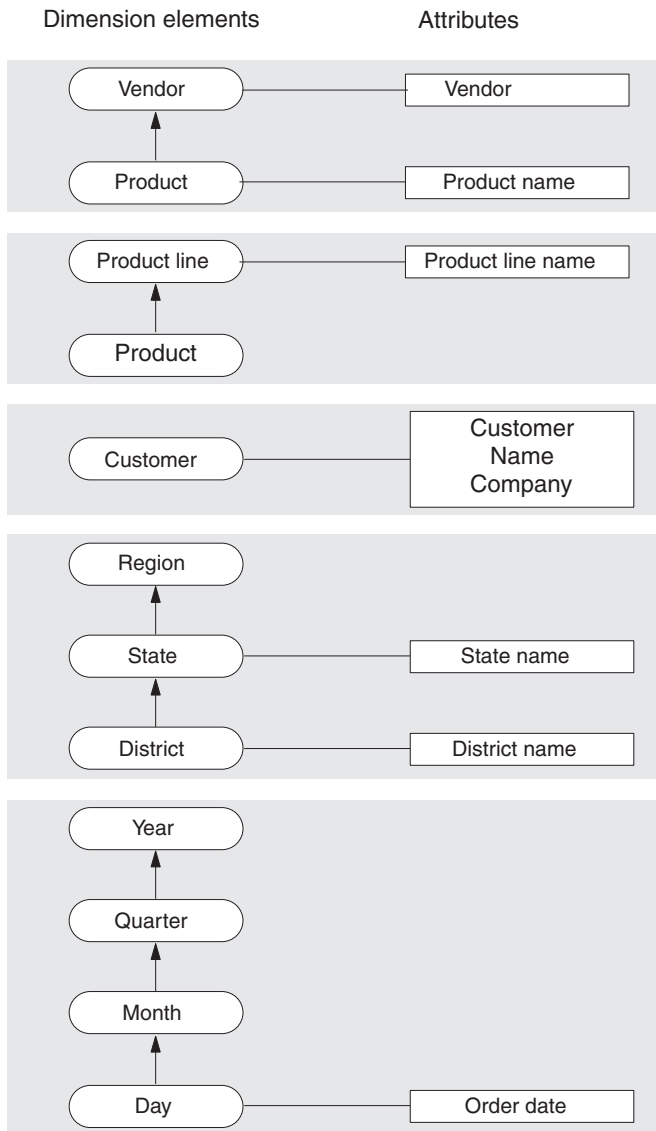 Dimension elements Attributes
Vendor Vendor
Product Product name
Product line Product line name
Product
Customer
Customer
Name
Company
Region
State State name
District District name
Year
Quarter
Month
Day Order date